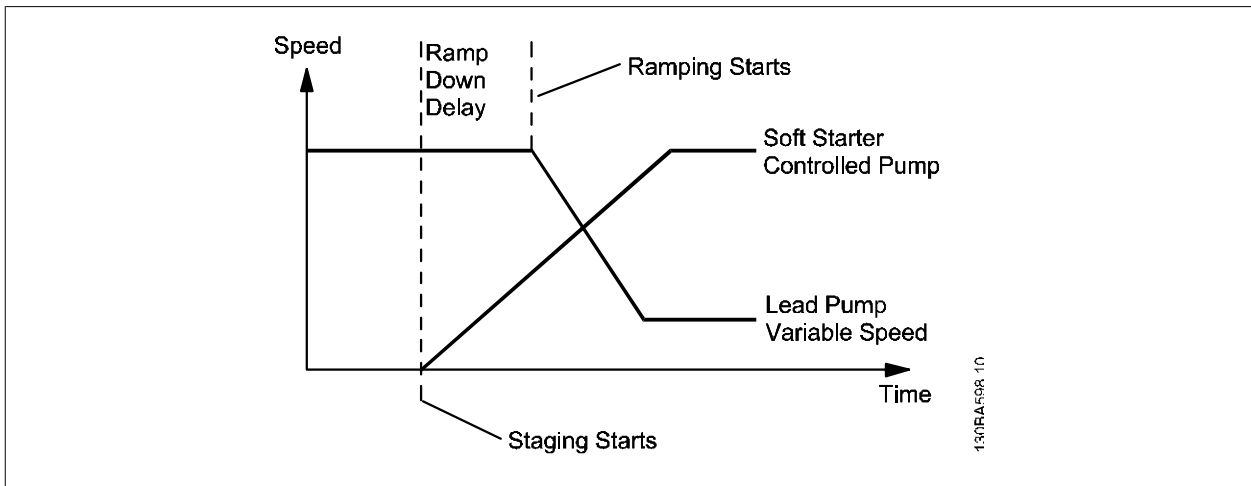 Speed
Ramp
Down
Delay
Ramping Starts
Soft Starter
Controlled Pump
Lead Pump
Variable Speed
Time
Staging Starts
130BA598.10